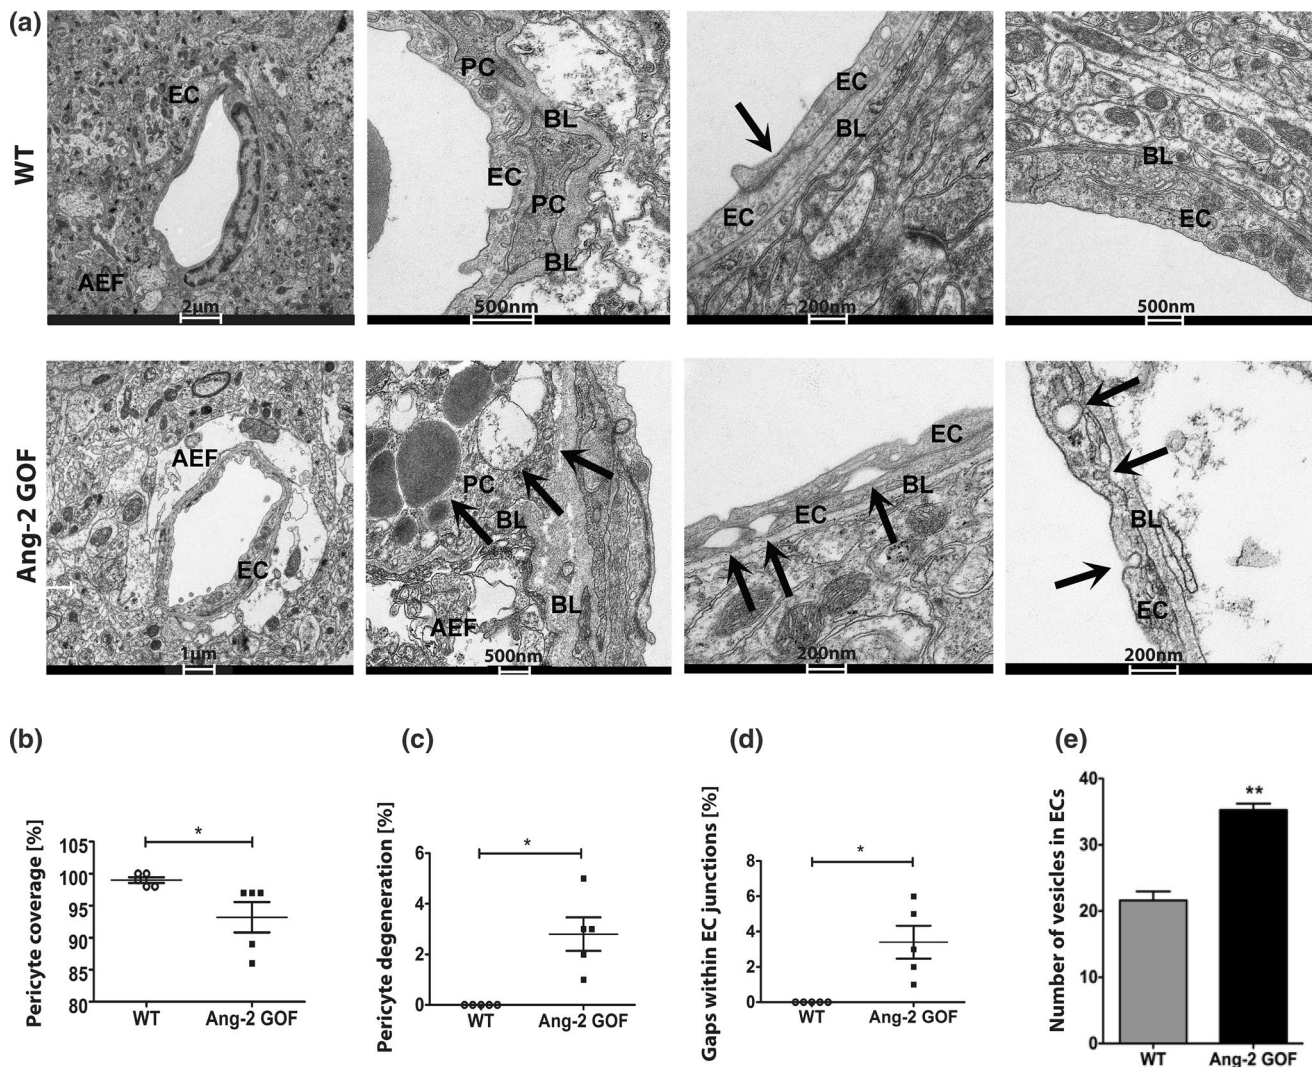 (a)
WT
EC
AEF
2µm
PC
BL
EC
PC
BL
500nm
EC
BL
EC
200nm
BL
EC
500nm
Ang-2 GOF
AEF
EC
1µm
PC
BL
BL
AEF
500nm
EC
BL
EC
200nm
BL
EC
200nm
(b)
Pericyte coverage [%]
105
100
95
90
85
80
*
WT
Ang-2 GOF
(c)
Pericyte degeneration [%]
6
4
2
0
*
WT
Ang-2 GOF
(d)
Gaps within EC junctions [%]
8
6
4
2
0
*
WT
Ang-2 GOF
(e)
Number of vesicles in ECs
40
30
20
10
0
**
WT
Ang-2 GOF